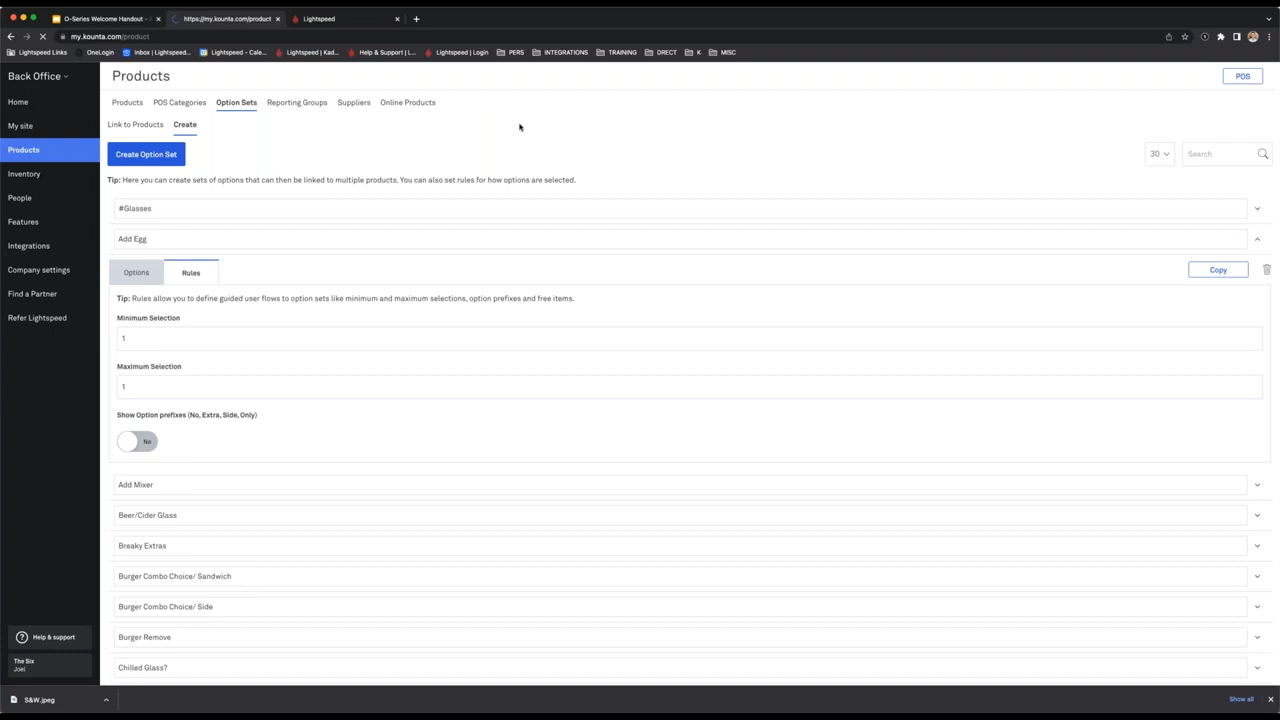 O-Series Welcome Handout - A
https://my.kounta.com/product
Lightspeed
my.kounta.com/product
Lightspeed Links
OneLogin
Inbox | Lightspeed...
Lightspeed - Cale...
Lightspeed | Kad...
Help & Support | L...
Lightspeed | Login
PERS
INTEGRATIONS
TRAINING
DRECT
K
MISC
Back Office
Products
POS
Home
My site
Products
Inventory
People
Features
Integrations
Company settings
Find a Partner
Refer Lightspeed
Products
POS Categories
Option Sets
Reporting Groups
Suppliers
Online Products
Link to Products
Create
Create Option Set
30
Search
Tip: Here you can create sets of options that can then be linked to multiple products. You can also set rules for how options are selected.
#Glasses
Add Egg
Options
Rules
Copy
Tip: Rules allow you to define guided user flows to option sets like minimum and maximum selections, option prefixes and free items.
Minimum Selection
1
Maximum Selection
1
Show Option prefixes (No, Extra, Side, Only)
No
Add Mixer
Beer/Cider Glass
Breaky Extras
Burger Combo Choice/ Sandwich
Burger Combo Choice/ Side
Burger Remove
Chilled Glass?
? Help & support
The Six
Joel
S&W.jpeg
Show all